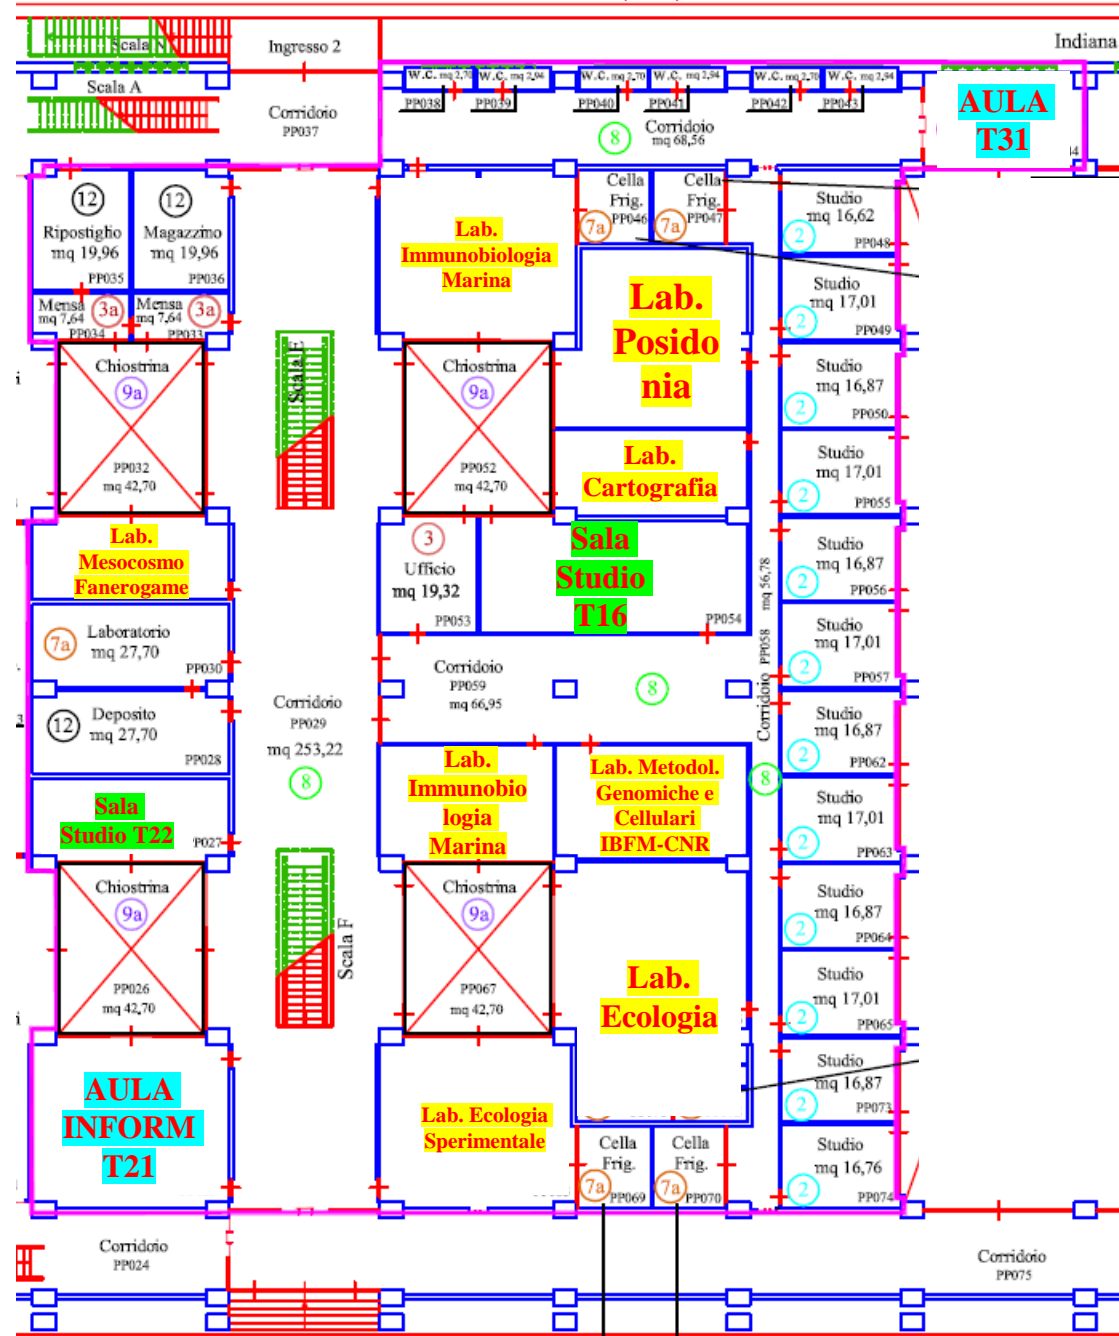 Scala N
Ingresso 2
Indiana
Scala A
W.C. mq 2,70
W.C. mq 2,94
W.C. mq 2,70
W.C. mq 2,94
W.C. mq 2,70
W.C. mq 2,94
PP038
PP039
PP040
PP041
PP042
PP043
Corridoio
PP037
8
Corridoio
mq 68,56
AULA
T31
12
Ripostiglio
mq 19,96
PP035
12
Magazzino
mq 19,96
PP036
Mensa
mq 7,64
3a
PP034
Mensa
mq 7,64
3a
PP033
Lab.
Immunobiologia
Marina
Cella
Frig.
7a
PP046
Cella
Frig.
7a
PP047
Studio
mq 16,62
2
PP048
Studio
mq 17,01
2
PP049
Lab.
Posido
nia
Chiostrina
9a
PP032
mq 42,70
Scala E
Chiostrina
9a
PP052
mq 42,70
Studio
mq 16,87
2
PP050
Lab.
Cartografia
Studio
mq 17,01
2
PP055
Lab.
Mesocosmo
Fanerogame
3
Ufficio
mq 19,32
PP053
Sala
Studio
T16
PP054
Corridoio PP058 mq 56,78
Studio
mq 16,87
2
PP056
7a
Laboratorio
mq 27,70
PP030
Studio
mq 17,01
2
PP057
Corridoio
PP059
mq 66,95
8
Corridoio
PP029
mq 253,22
8
12
Deposito
mq 27,70
PP028
Studio
mq 16,87
2
PP062
Lab.
Immunobio
logia
Marina
Lab. Metodol.
Genomiche e
Cellulari
IBFM-CNR
8
Studio
mq 17,01
2
PP063
Sala
Studio T22
P027
Chiostrina
9a
PP026
mq 42,70
Scala F
Chiostrina
9a
PP067
mq 42,70
Studio
mq 16,87
2
PP064
Lab.
Ecologia
Studio
mq 17,01
2
PP065
AULA
INFORM
T21
Lab. Ecologia
Sperimentale
Studio
mq 16,87
2
PP073
Cella
Frig.
7a
PP069
Cella
Frig.
7a
PP070
Studio
mq 16,76
2
PP074
Corridoio
PP024
Corridoio
PP075